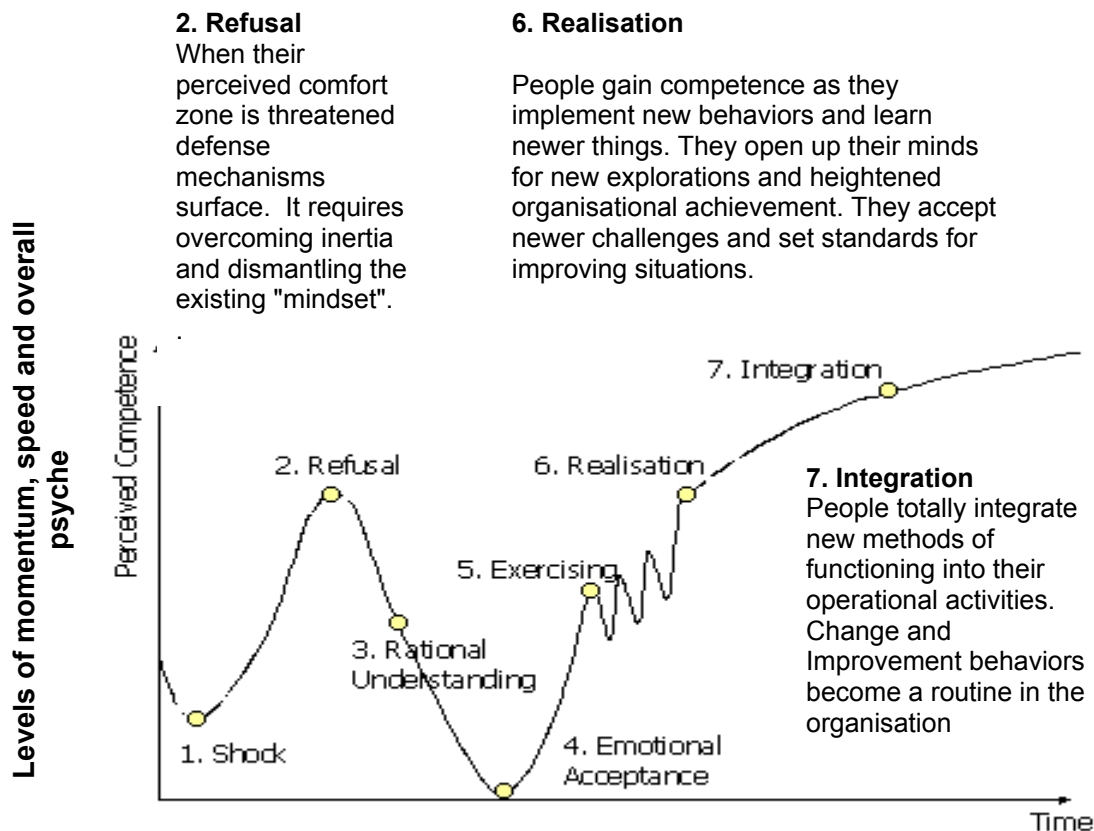 2. Refusal
When their
perceived comfort
zone is threatened
defense
mechanisms
surface. It requires
overcoming inertia
and dismantling the
existing "mindset".
.
6. Realisation
People gain competence as they
implement new behaviors and learn
newer things. They open up their minds
for new explorations and heightened
organisational achievement. They accept
newer challenges and set standards for
improving situations.
Levels of momentum, speed and overall
psyche
Perceived Competence
7. Integration
2. Refusal
6. Realisation
5. Exercising
3. Rational
Understanding
1. Shock
4. Emotional
Acceptance
7. Integration
People totally integrate
new methods of
functioning into their
operational activities.
Change and
Improvement behaviors
become a routine in the
organisation
Time